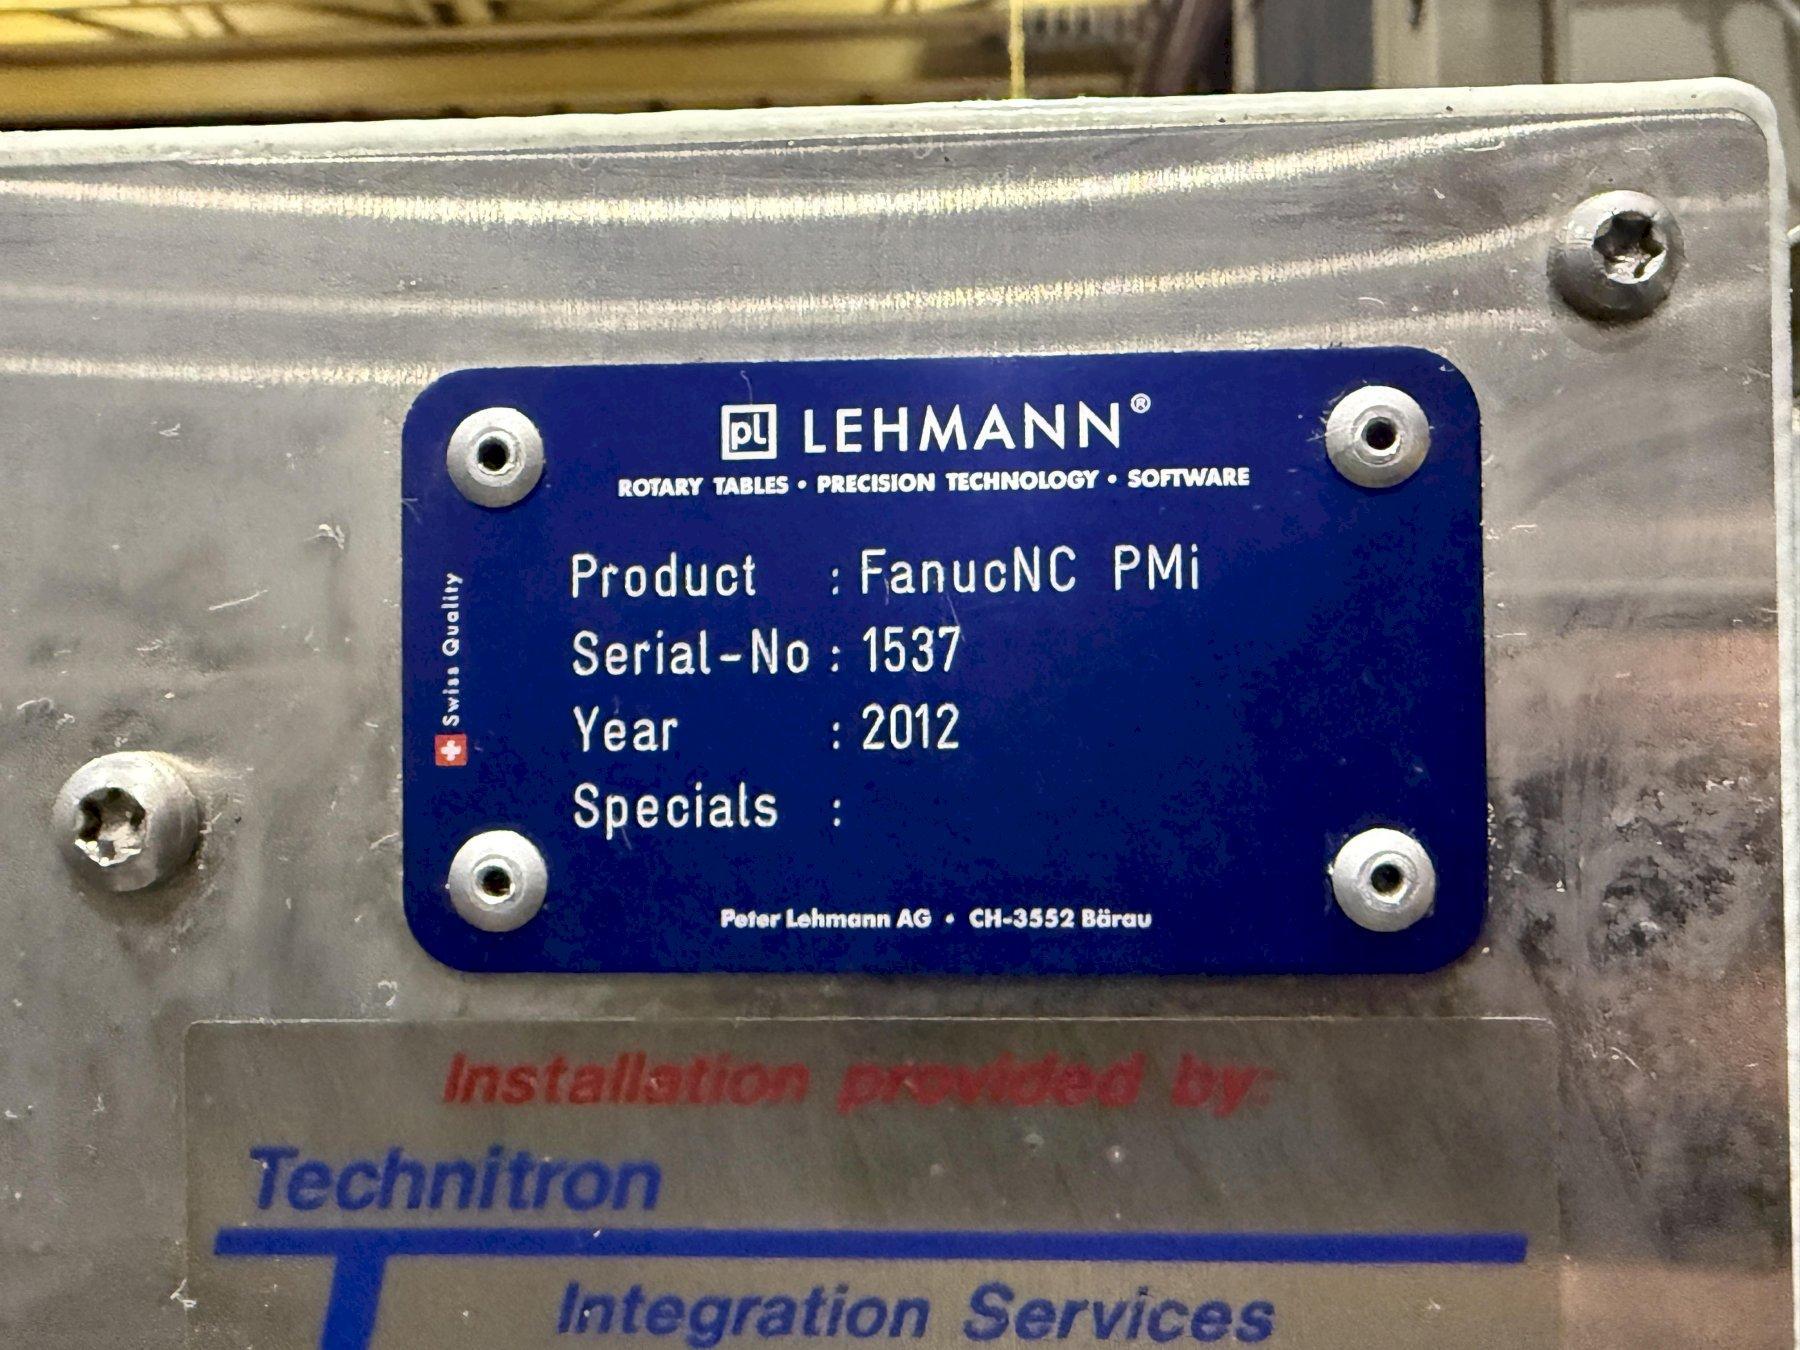 pl LEHMANN®
ROTARY TABLES • PRECISION TECHNOLOGY • SOFTWARE
Product : FanucNC PMi
Serial-No : 1537
Year : 2012
Specials :
Swiss Quality
Peter Lehmann AG • CH-3552 Bärau
Installation provided by:
Technitron
Integration Services